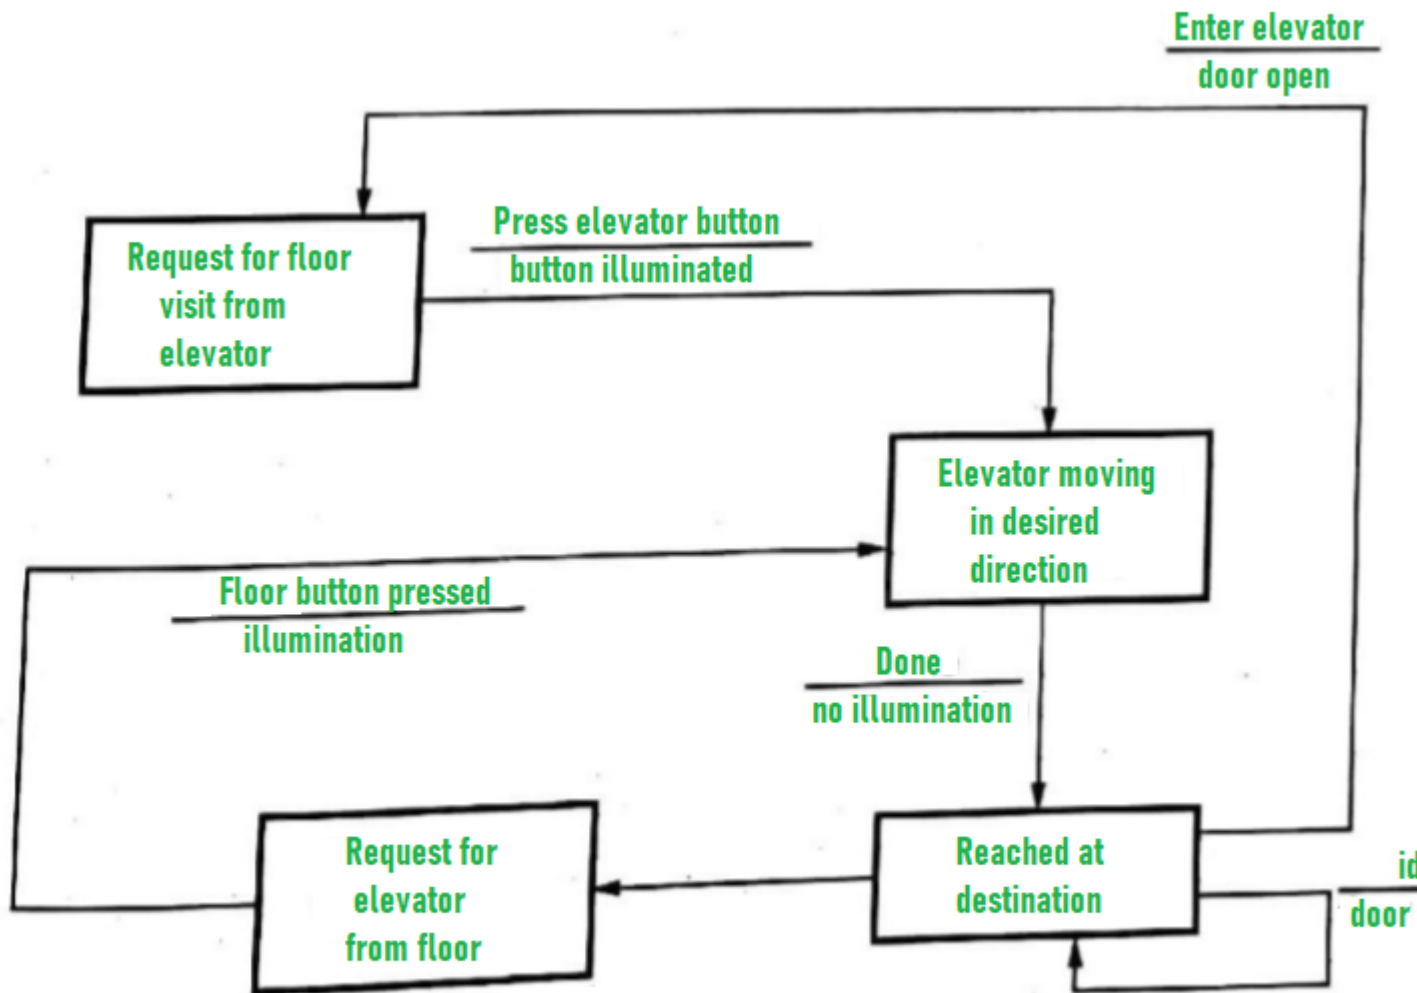 Enter elevator
door open
Press elevator button
button illuminated
Request for floor
visit from
elevator
Elevator moving
in desired
direction
Floor button pressed
illumination
Done
no illumination
Request for
elevator
from floor
Reached at
destination
door